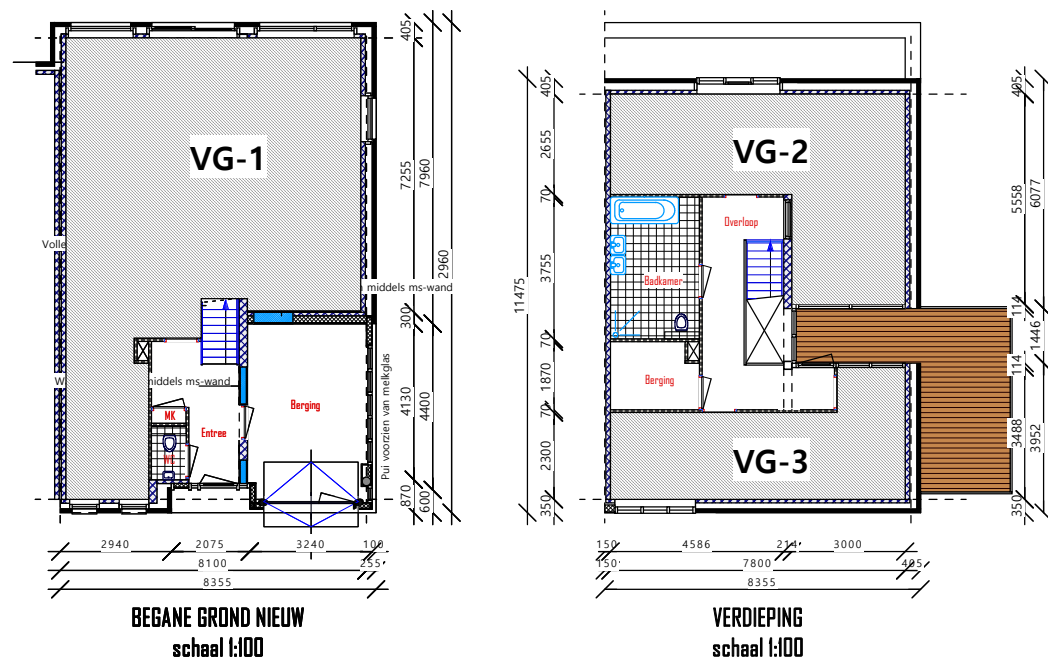 VG-1
Volle
n middels ms-wand
middels ms-wand
MK
Entree
Berging
Pui voorzien van melkglas
405
7255
300
4130
870
7960
4400
600
2960
2940
2075
3240
100
8100
255
8355
BEGANE GROND NIEUW
schaal 1:100
VG-2
Overloop
Badkamer
Berging
VG-3
11475
405
2655
70
3755
70
1870
70
2300
350
405
5558
114
1446
114
3488
350
6077
3952
150
4586
214
3000
150
7800
405
8355
VERDIEPING
schaal 1:100